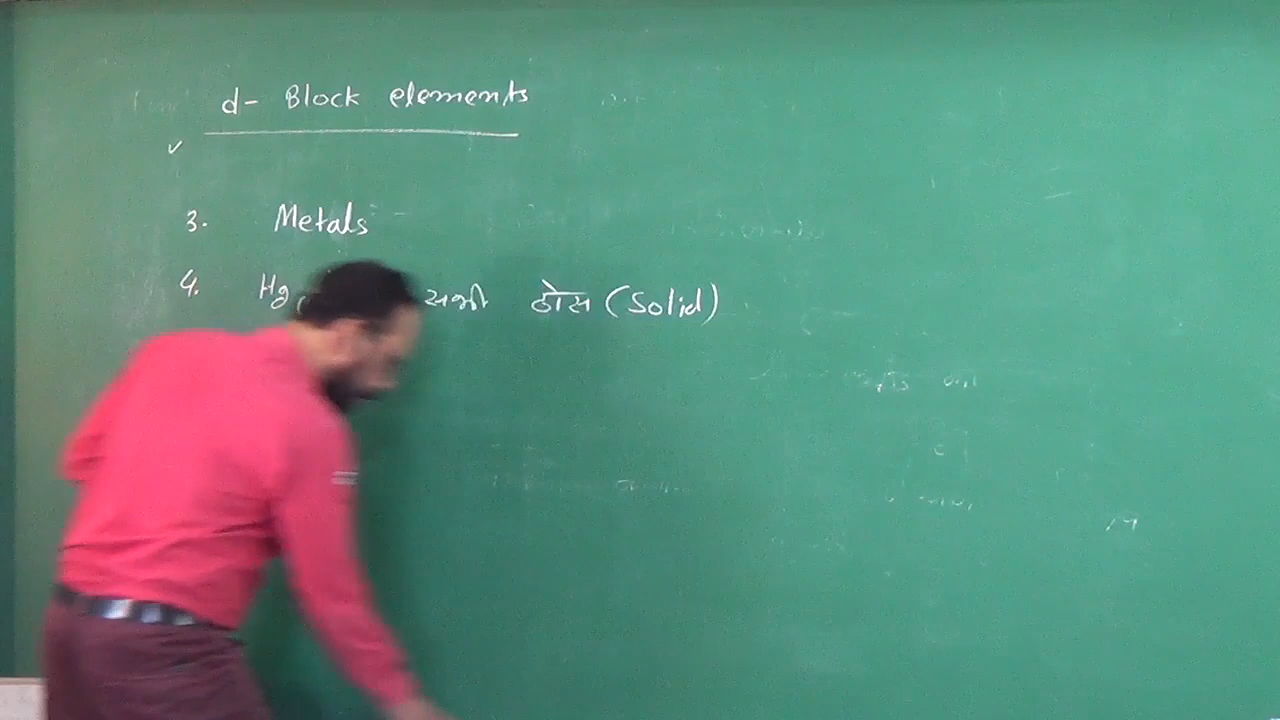 d- Block elements
3. Metals
4. Hg सभी ठोस (Solid)